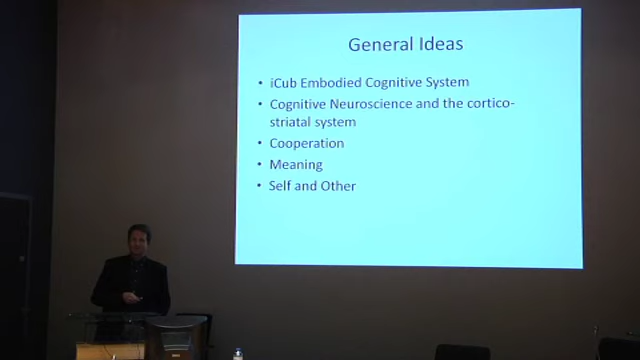 General Ideas
• iCub Embodied Cognitive System
• Cognitive Neuroscience and the cortico-
striatal system
• Cooperation
• Meaning
• Self and Other